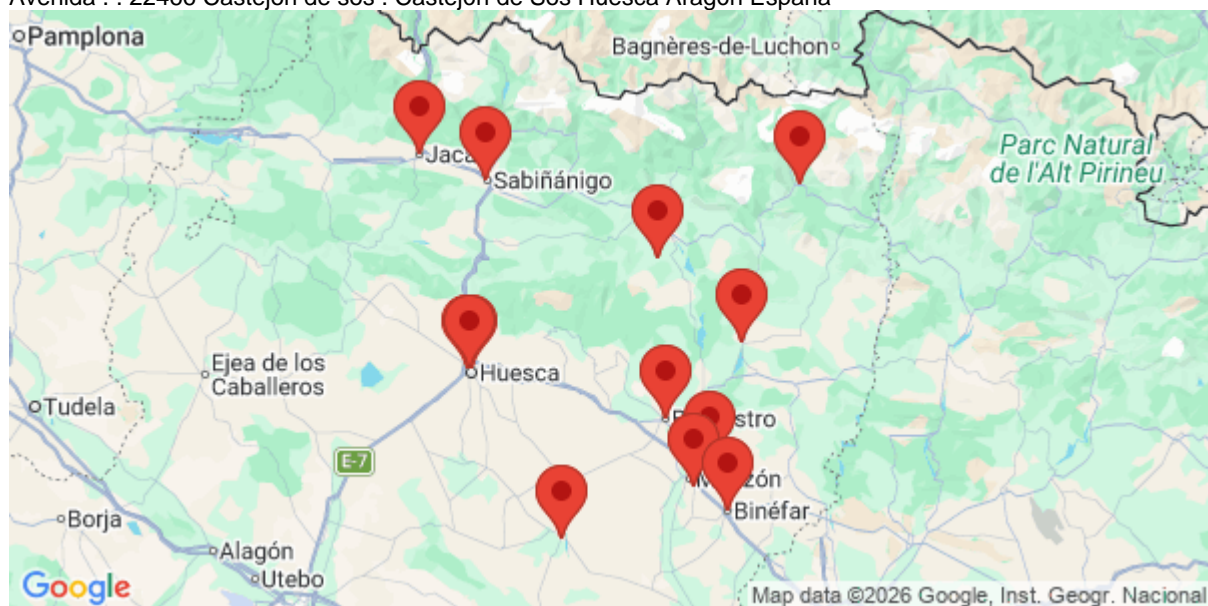 Avenida . . 22466 Castejón de sos . Castejón de Sos Huesca Aragón España
Pamplona
Bagnères-de-Luchon
Parc Natural
de l'Alt Pirineu
Jaca
Sabiñánigo
Ejea de los
Caballeros
Huesca
Tudela
E-7
Binéfar
Borja
Alagón
Utebo
Google
Map data ©2026 Google, Inst. Geogr. Nacional